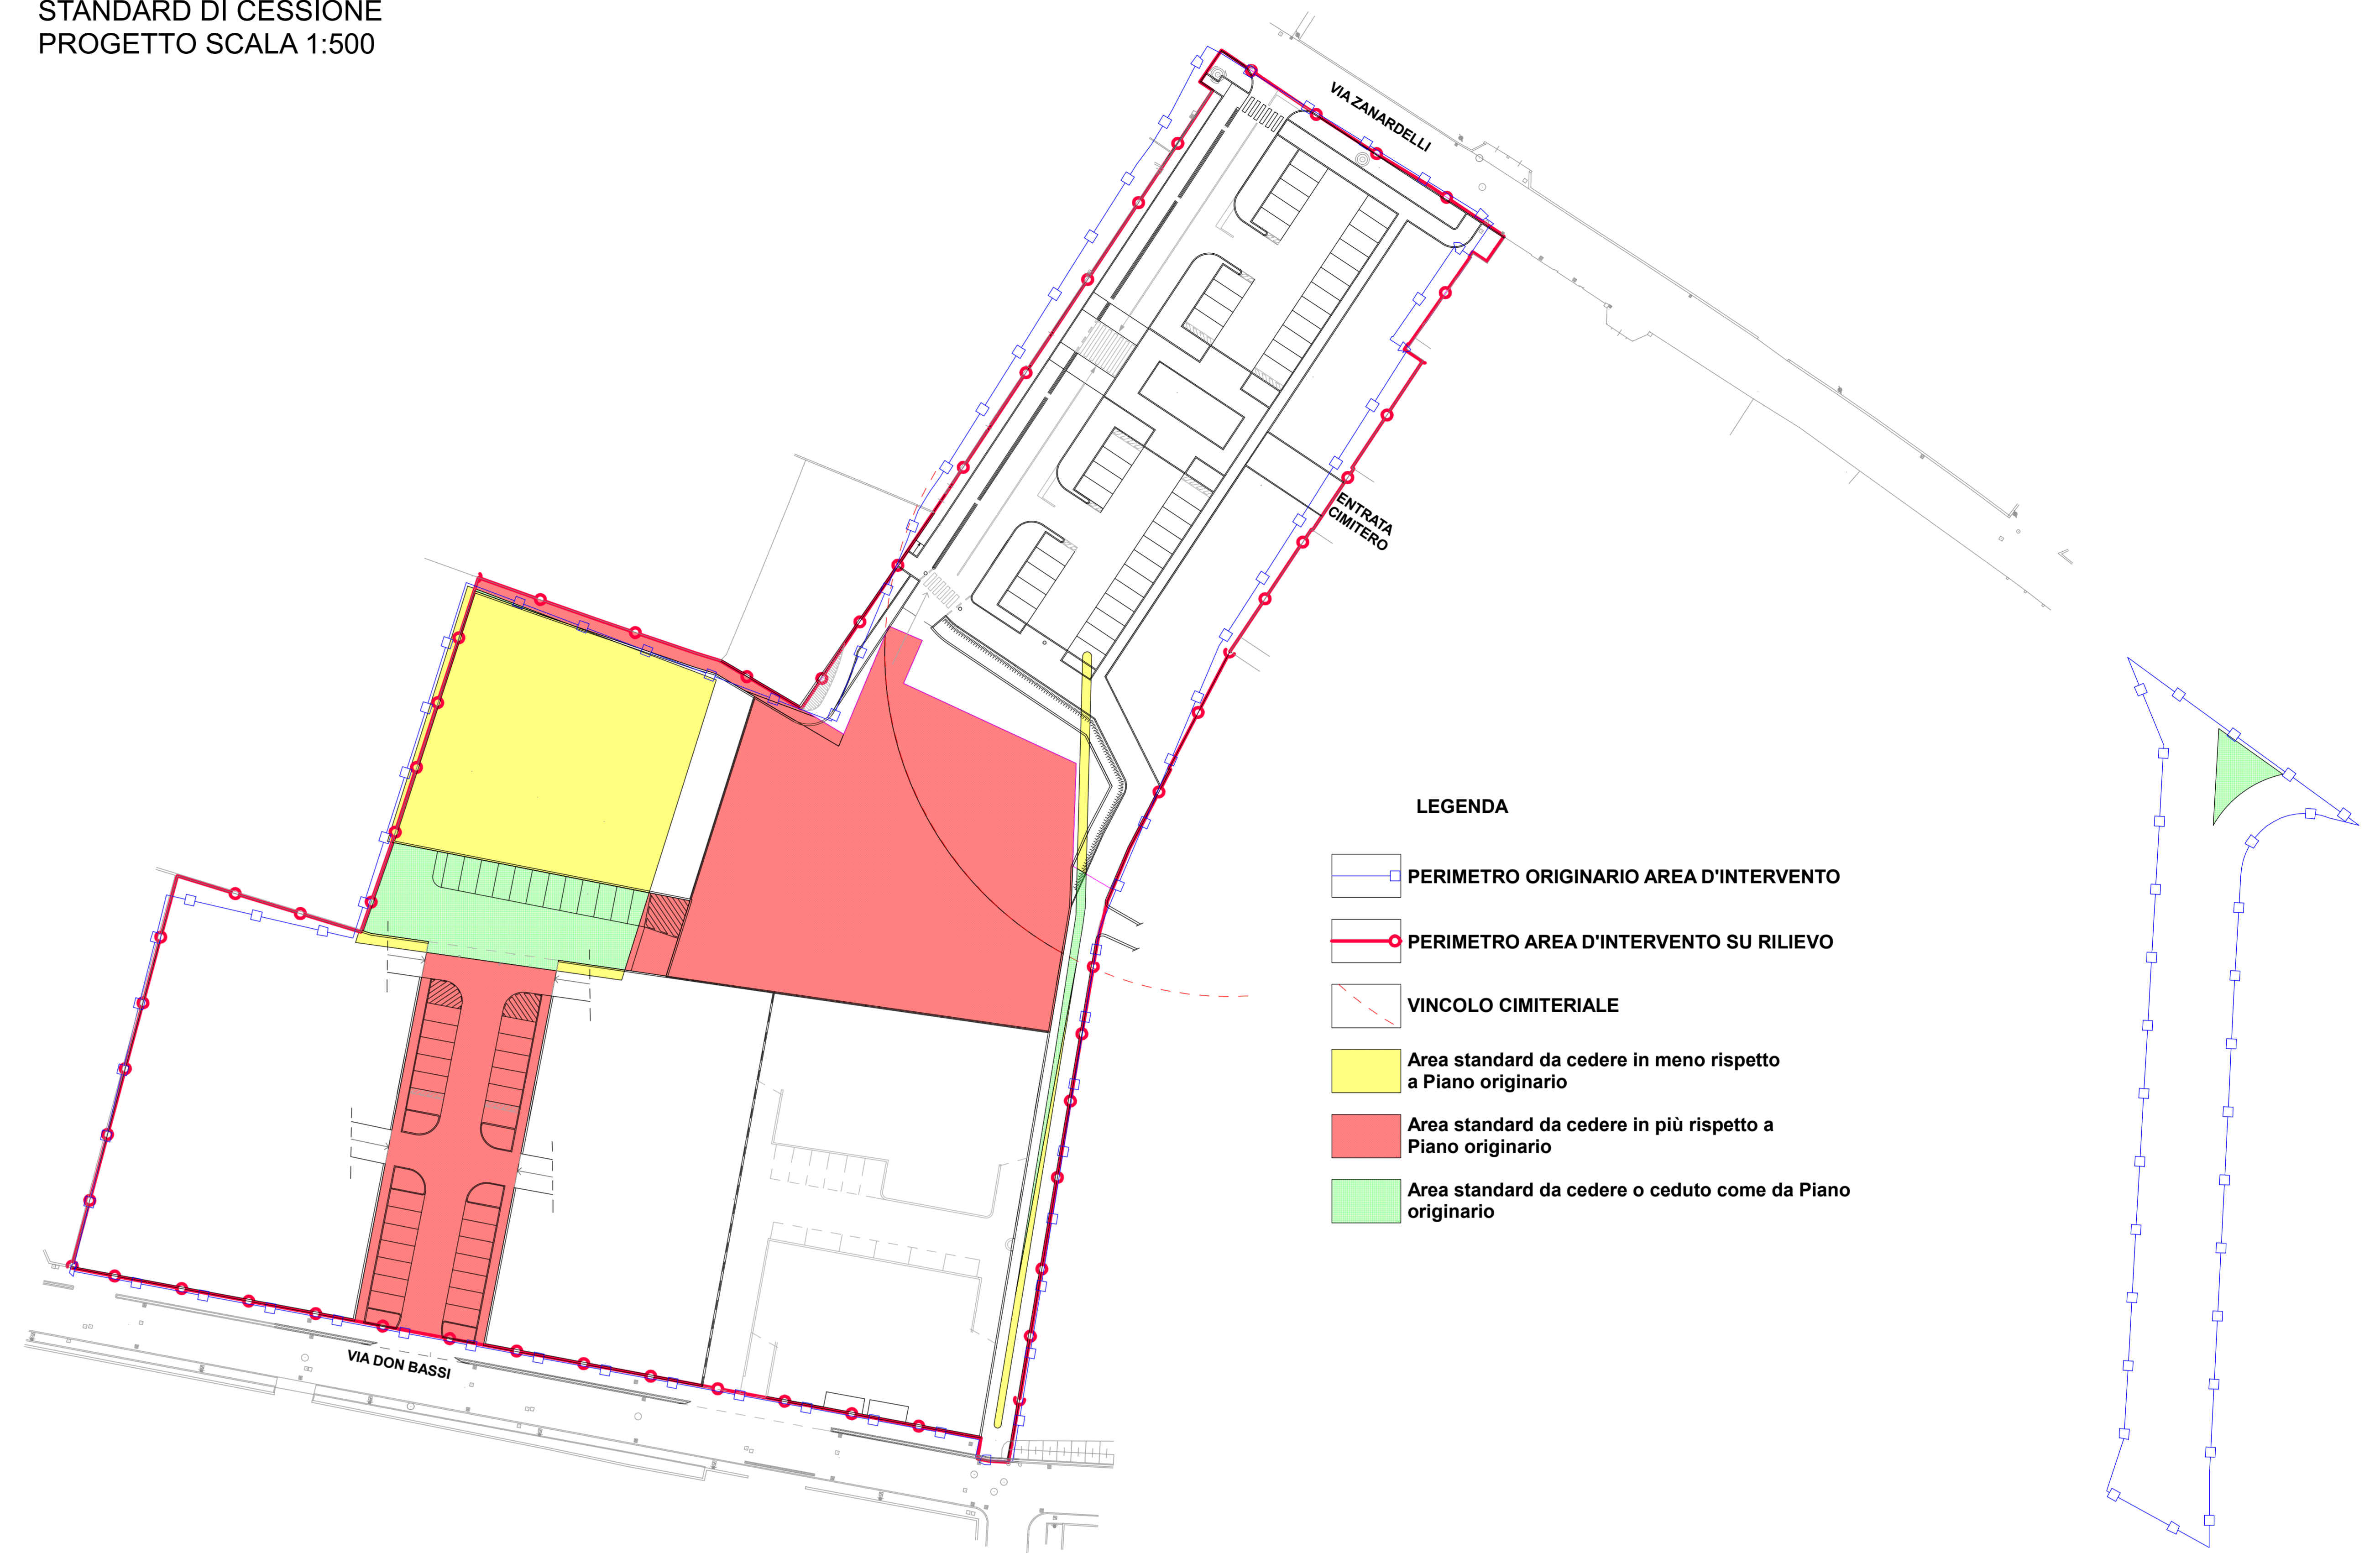 STANDARD DI CESSIONE
PROGETTO SCALA 1:500
VIA ZANARDELLI
ENTRATA
CIMITERO
LEGENDA
PERIMETRO ORIGINARIO AREA D'INTERVENTO
PERIMETRO AREA D'INTERVENTO SU RILIEVO
VINCOLO CIMITERIALE
Area standard da cedere in meno rispetto
a Piano originario
Area standard da cedere in più rispetto a
Piano originario
Area standard da cedere o ceduto come da Piano
originario
VIA DON BASSI